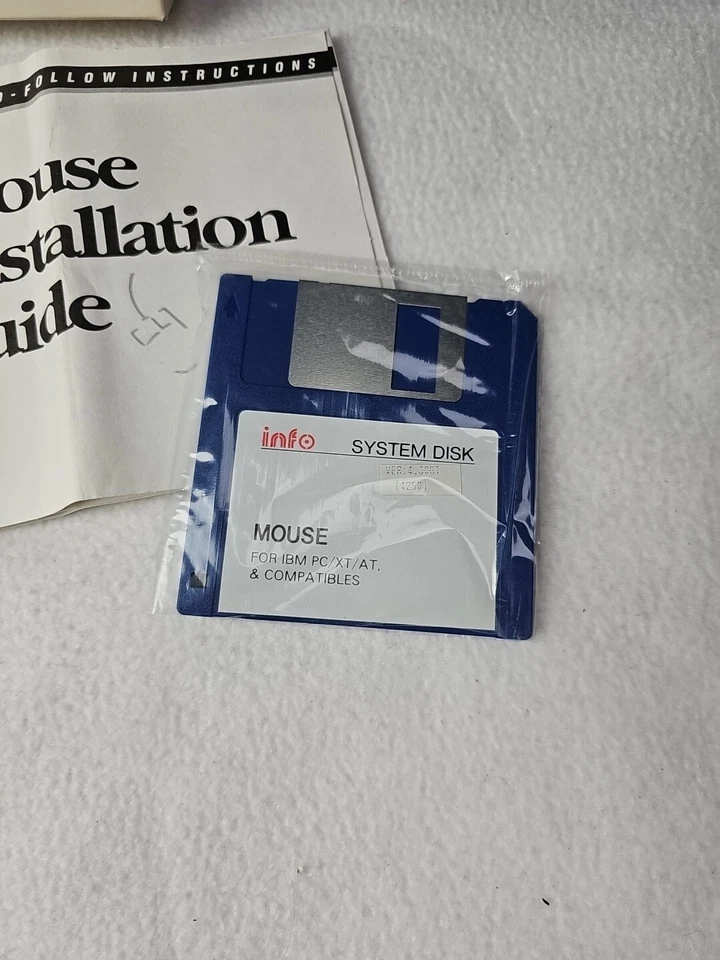 -FOLLOW INSTRUCTIONS
ouse
stallation
uide
info SYSTEM DISK
MOUSE
FOR IBM PC/XT/AT,
& COMPATIBLES